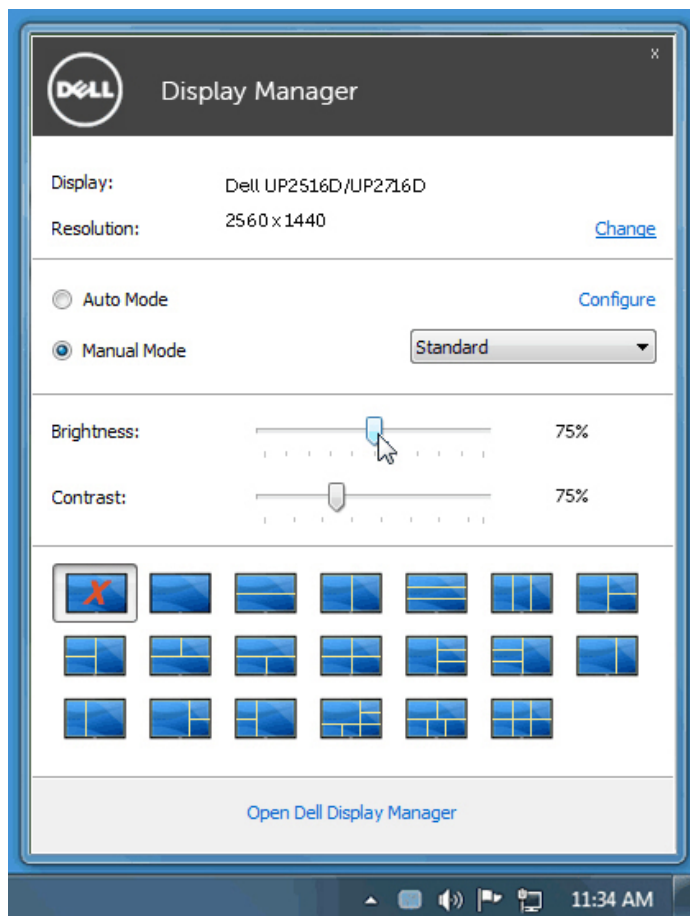 x
DELL
Display Manager
Display: Dell UP2516D/UP2716D
Resolution: 2560 x 1440 Change
Auto Mode Configure
Manual Mode Standard
Brightness: 75%
Contrast: 75%
Open Dell Display Manager
11:34 AM